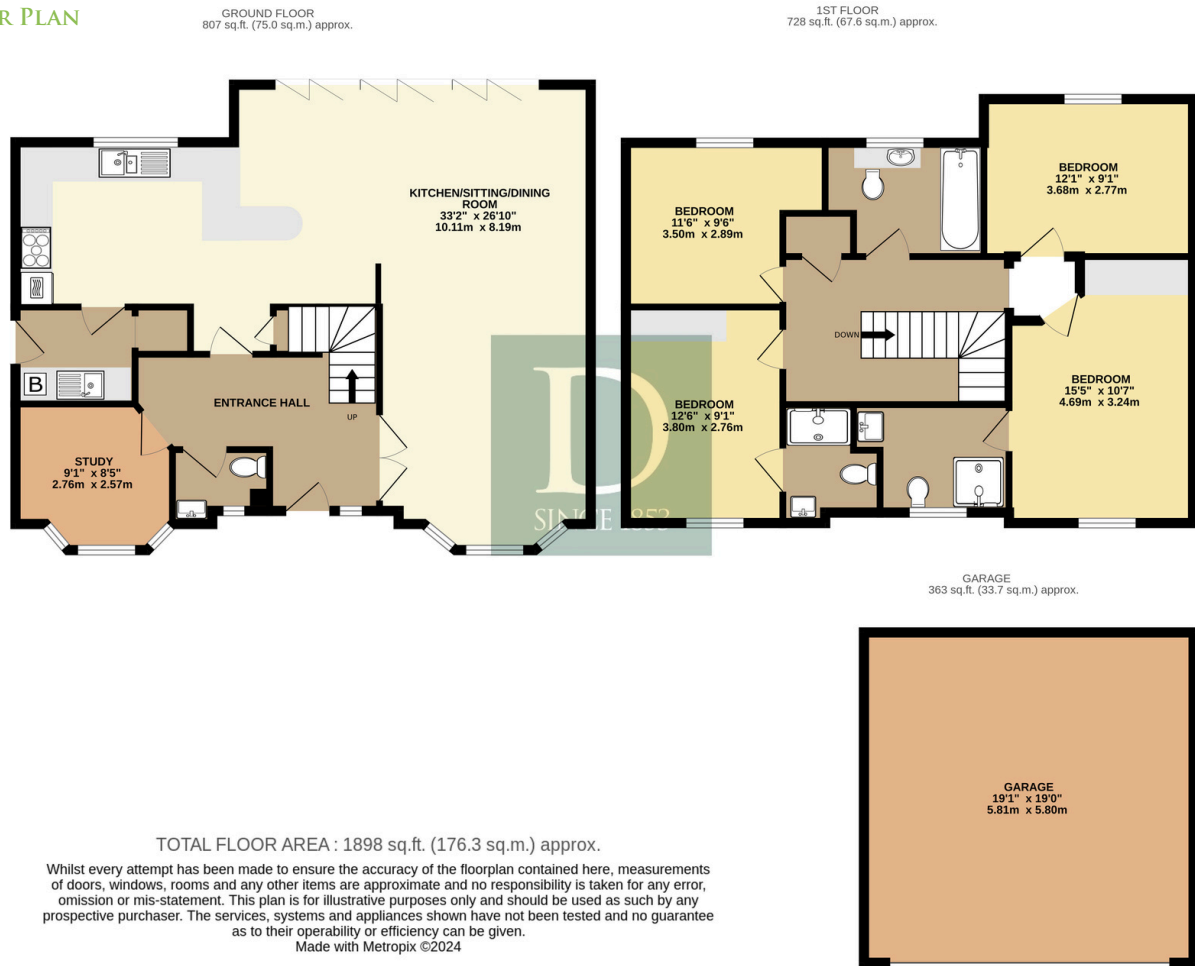 R PLAN
GROUND FLOOR
807 sq.ft. (75.0 sq.m.) approx.
KITCHEN/SITTING/DINING
ROOM
33'2" x 26'10"
10.11m x 8.19m
B
ENTRANCE HALL
UP
STUDY
9'1" x 8'5"
2.76m x 2.57m
1ST FLOOR
728 sq.ft. (67.6 sq.m.) approx.
BEDROOM
12'1" x 9'1"
3.68m x 2.77m
BEDROOM
11'6" x 9'6"
3.50m x 2.89m
DOWN
BEDROOM
12'6" x 9'1"
3.80m x 2.76m
BEDROOM
15'5" x 10'7"
4.69m x 3.24m
D
SINCE 1853
GARAGE
363 sq.ft. (33.7 sq.m.) approx.
GARAGE
19'1" x 19'0"
5.81m x 5.80m
TOTAL FLOOR AREA : 1898 sq.ft. (176.3 sq.m.) approx.
Whilst every attempt has been made to ensure the accuracy of the floorplan contained here, measurements
of doors, windows, rooms and any other items are approximate and no responsibility is taken for any error,
omission or mis-statement. This plan is for illustrative purposes only and should be used as such by any
prospective purchaser. The services, systems and appliances shown have not been tested and no guarantee
as to their operability or efficiency can be given.
Made with Metropix ©2024